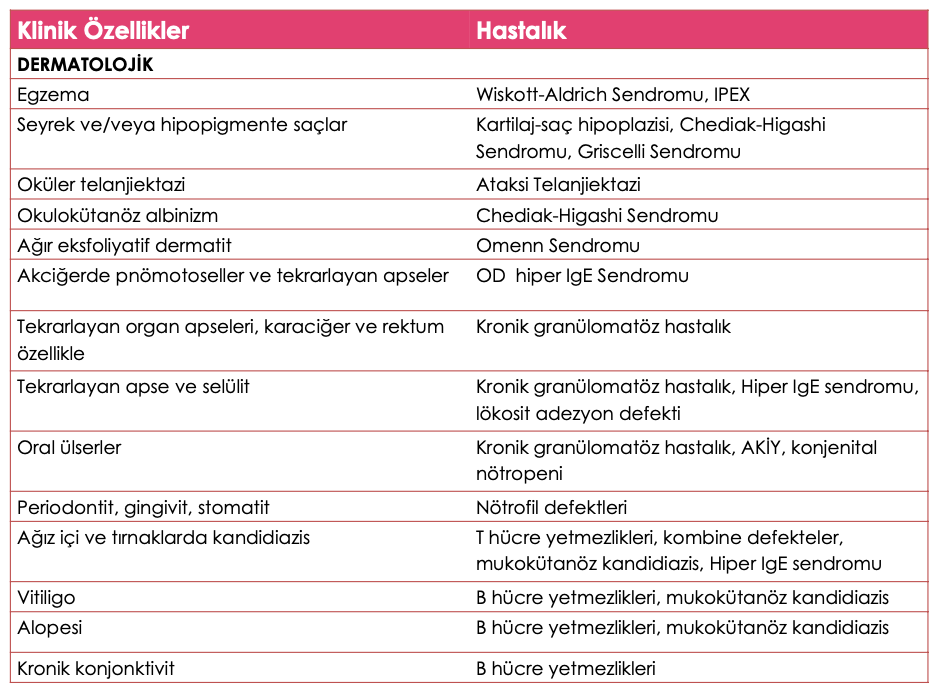 Klinik Özellikler Hastalık
DERMATOLOJİK
Egzema Wiskott-Aldrich Sendromu, IPEX
Seyrek ve/veya hipopigmente saçlar Kartilaj-saç hipoplazisi, Chediak-Higashi
Sendromu, Griscelli Sendromu
Oküler telanjiektazi Ataksi Telanjiektazi
Okulokütanöz albinizm Chediak-Higashi Sendromu
Ağır eksfoliyatif dermatit Omenn Sendromu
Akciğerde pnömotoseller ve tekrarlayan apseler OD hiper IgE Sendromu
Tekrarlayan organ apseleri, karaciğer ve rektum Kronik granülomatöz hastalık
özellikle
Tekrarlayan apse ve selülit Kronik granülomatöz hastalık, Hiper IgE sendromu,
lökosit adezyon defekti
Oral ülserler Kronik granülomatöz hastalık, AKİY, konjenital
nötropeni
Periodontit, gingivit, stomatit Nötrofil defektleri
Ağız içi ve tırnaklarda kandidiazis T hücre yetmezlikleri, kombine defekteler,
mukokütanöz kandidiazis, Hiper IgE sendromu
Vitiligo B hücre yetmezlikleri, mukokütanöz kandidiazis
Alopesi B hücre yetmezlikleri, mukokütanöz kandidiazis
Kronik konjonktivit B hücre yetmezlikleri